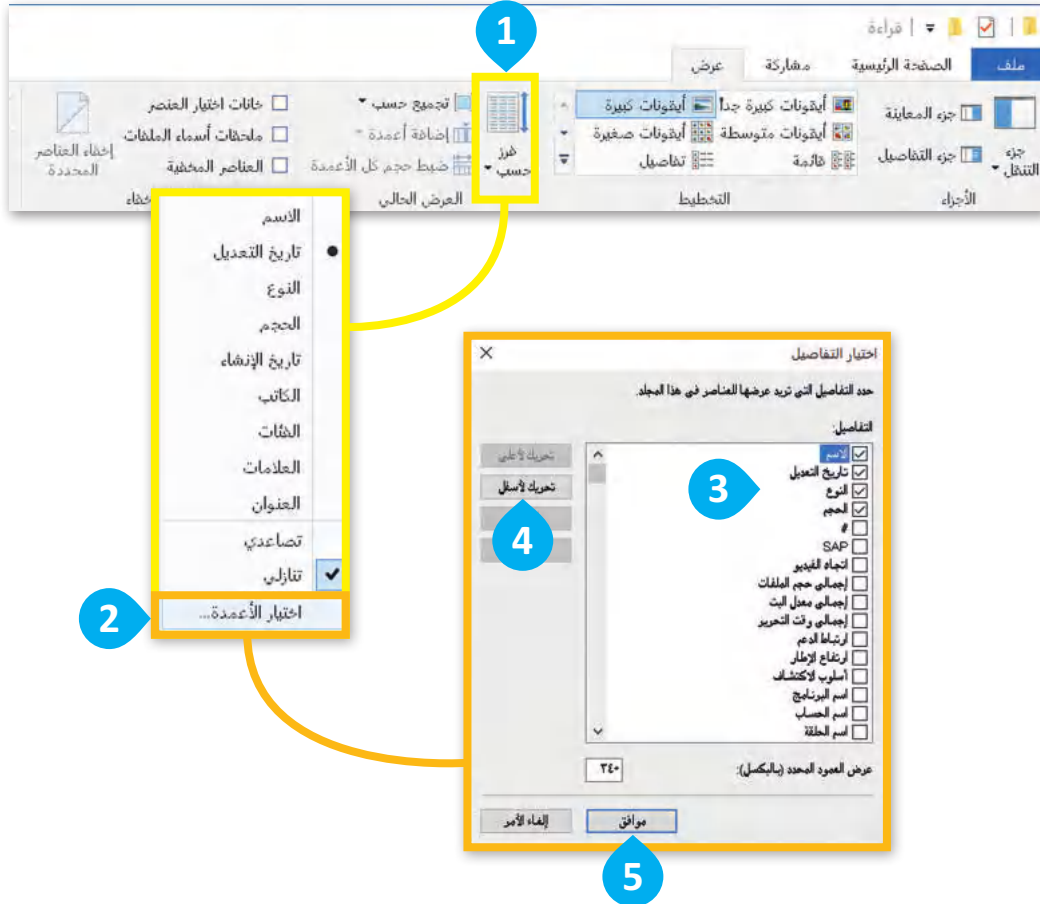 قراءة
ملف
الصفحة الرئيسية
مشاركة
عرض
جزء التنقل
جزء المعاينة
جزء التفاصيل
الأجزاء
أيقونات كبيرة جداً
أيقونات كبيرة
أيقونات متوسطة
أيقونات صغيرة
قائمة
تفاصيل
التخطيط
1
فرز
حسب
تجميع حسب
إضافة أعمدة
ضبط حجم كل الأعمدة
العرض الحالي
خانات اختيار العنصر
ملحقات أسماء الملفات
العناصر المخفية
إخفاء العناصر
المحددة
الاسم
تاريخ التعديل
النوع
الحجم
تاريخ الإنشاء
الكاتب
الفئات
العلامات
العنوان
تصاعدي
تنازلي
اختيار الأعمدة...
2
اختيار التفاصيل
حدد التفاصيل التي تريد عرضها للعناصر في هذا المجلد.
التفاصيل:
الاسم
تاريخ التعديل
النوع
الحجم
#
SAP
اتجاه الفيديو
إجمالي حجم الملفات
إجمالي معدل البث
إجمالي وقت التحرير
ارتباط الدعم
ارتفاع الإطار
أسلوب الاكتشاف
اسم البرنامج
اسم الحساب
اسم الحلقة
3
تحريك لأعلى
تحريك لأسفل
4
عرض العمود المحدد (بالبكسل):
٣٤٠
موافق
إلغاء الأمر
5